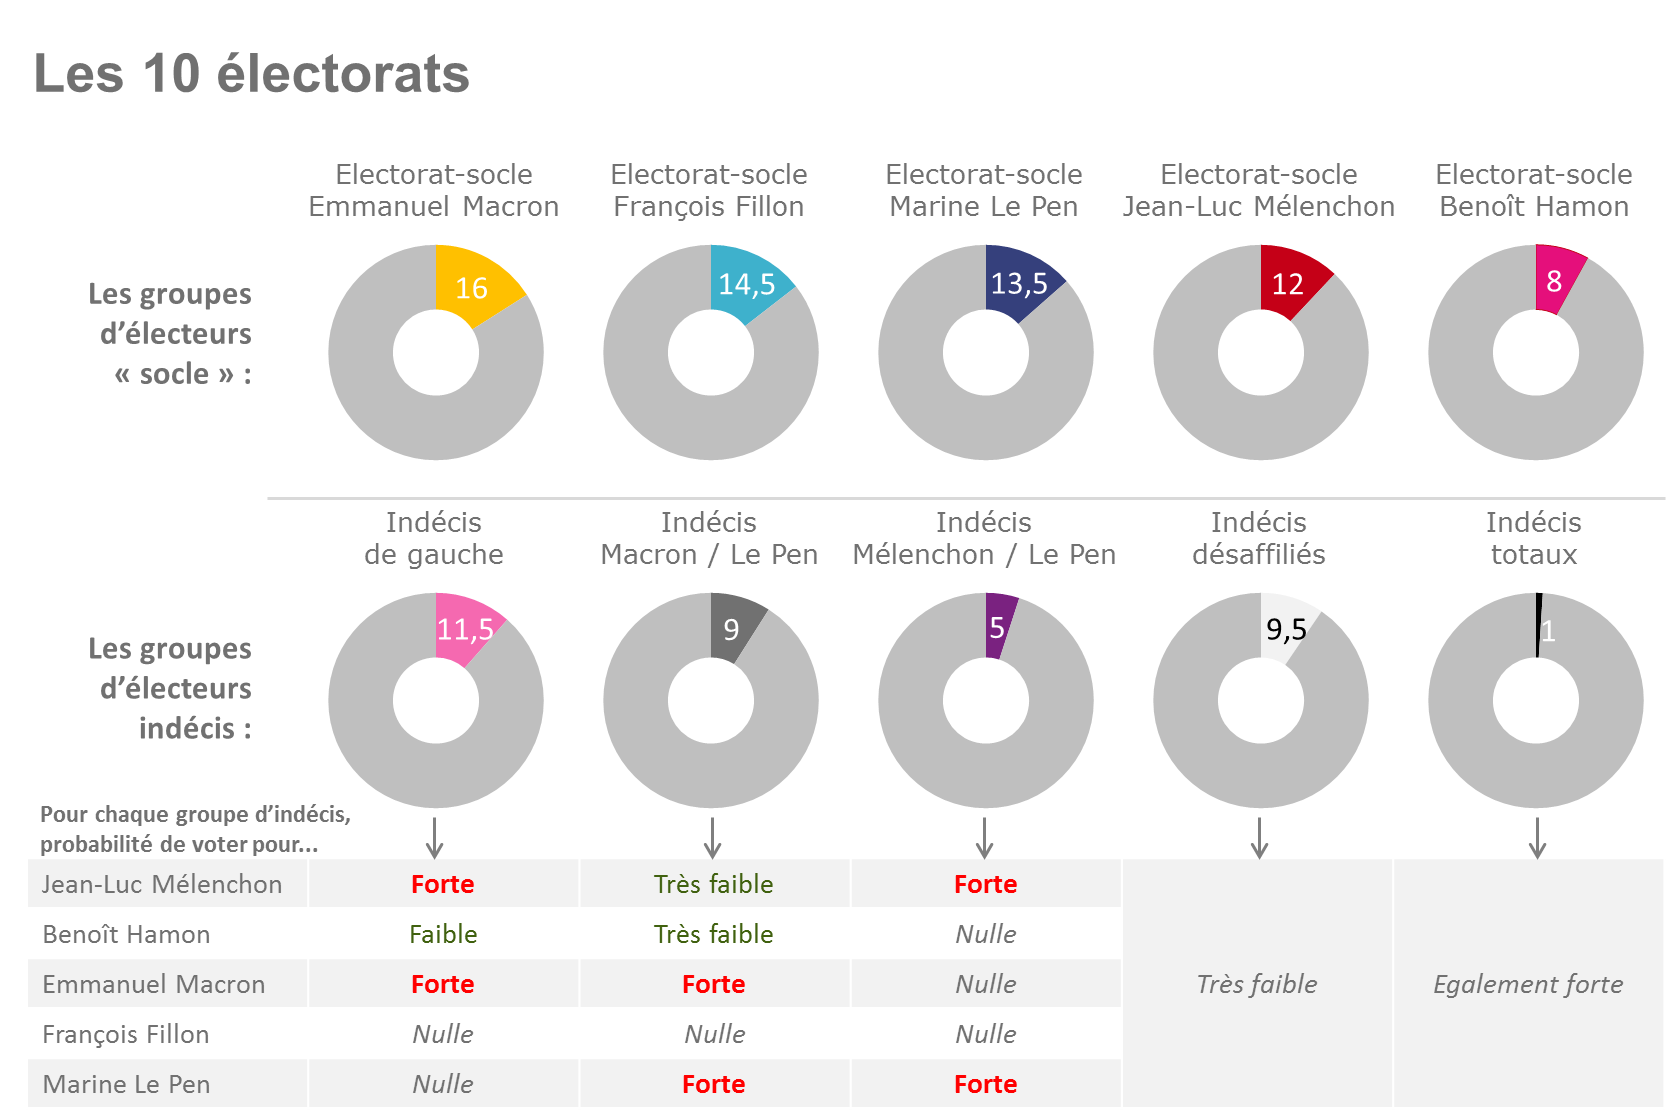 Les 10 électorats
Electorat-socle
Emmanuel Macron
Electorat-socle
François Fillon
Electorat-socle
Marine Le Pen
Electorat-socle
Jean-Luc Mélenchon
Electorat-socle
Benoît Hamon
Les groupes
d’électeurs
« socle » :
16
14,5
13,5
12
8
Indécis
de gauche
Indécis
Macron / Le Pen
Indécis
Mélenchon / Le Pen
Indécis
désaffiliés
Indécis
totaux
Les groupes
d’électeurs
indécis :
11,5
9
5
9,5
1
Pour chaque groupe d’indécis,
probabilité de voter pour...
Jean-Luc Mélenchon Forte Très faible Forte
Benoît Hamon Faible Très faible Nulle
Emmanuel Macron Forte Forte Nulle Très faible Egalement forte
François Fillon Nulle Nulle Nulle
Marine Le Pen Nulle Forte Forte